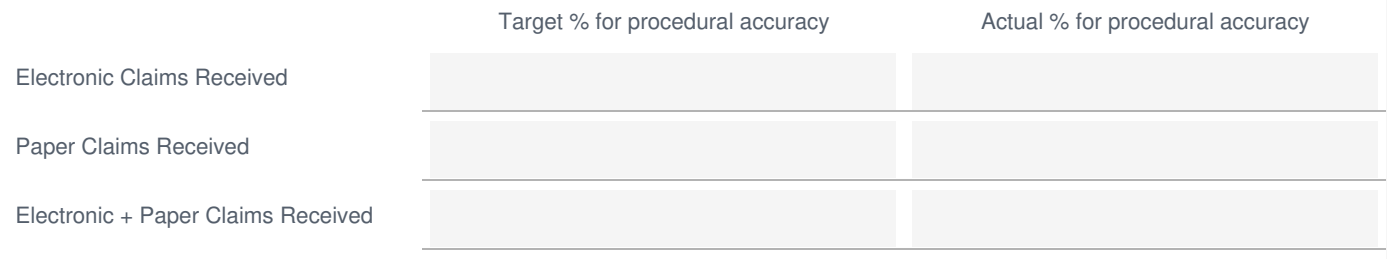 Target % for procedural accuracy Actual % for procedural accuracy
Electronic Claims Received
Paper Claims Received
Electronic + Paper Claims Received